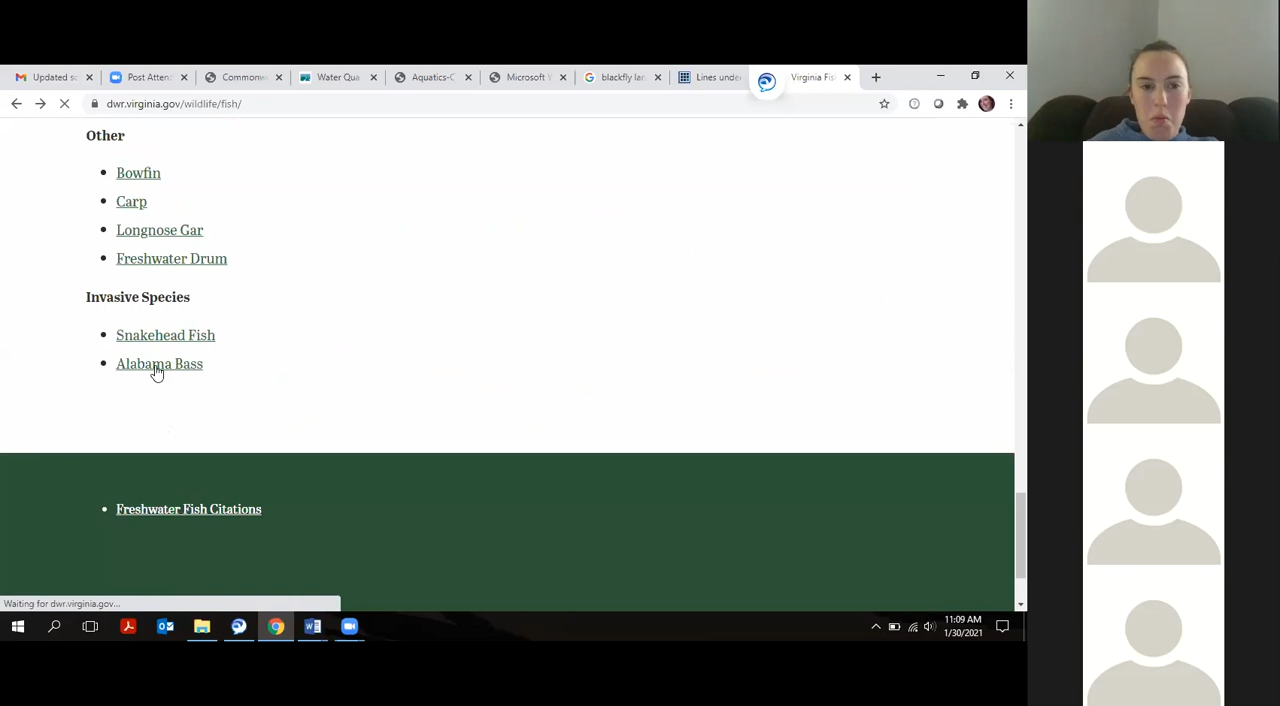 Updated sc
Post Atten
Commonw
Water Qua
Aquatics-C
Microsoft V
blackfly lar
Lines unde
Virginia Fis
dwr.virginia.gov/wildlife/fish/
Other
Bowfin
Carp
Longnose Gar
Freshwater Drum
Invasive Species
Snakehead Fish
Alabama Bass
Freshwater Fish Citations
Waiting for dwr.virginia.gov...
11:09 AM
1/30/2021